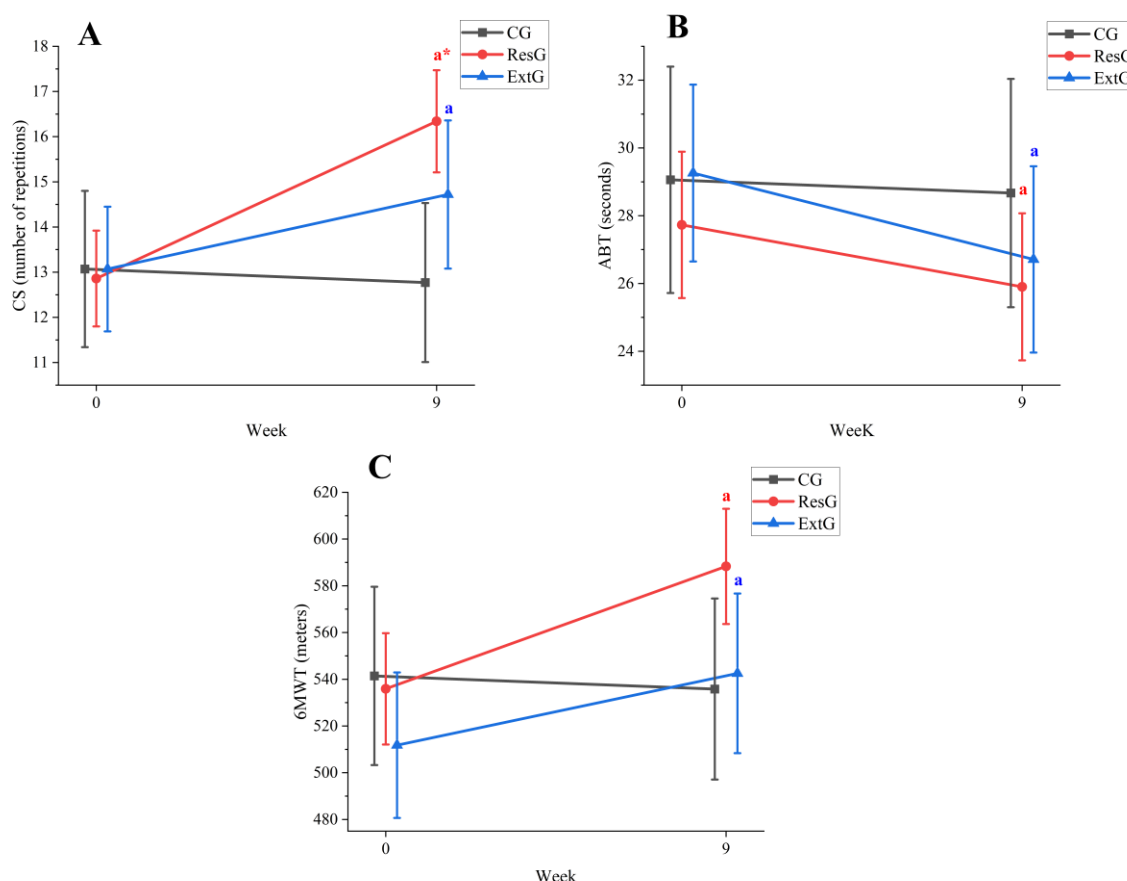 A
CG
ResG
ExtG
18
17
16
15
14
13
12
11
CS (number of repetitions)
a*
a
0
9
Week
B
CG
ResG
ExtG
32
30
28
26
24
ABT (seconds)
a
a
0
9
WeeK
C
CG
ResG
ExtG
620
600
580
560
540
520
500
480
6MWT (meters)
a
a
0
9
Week